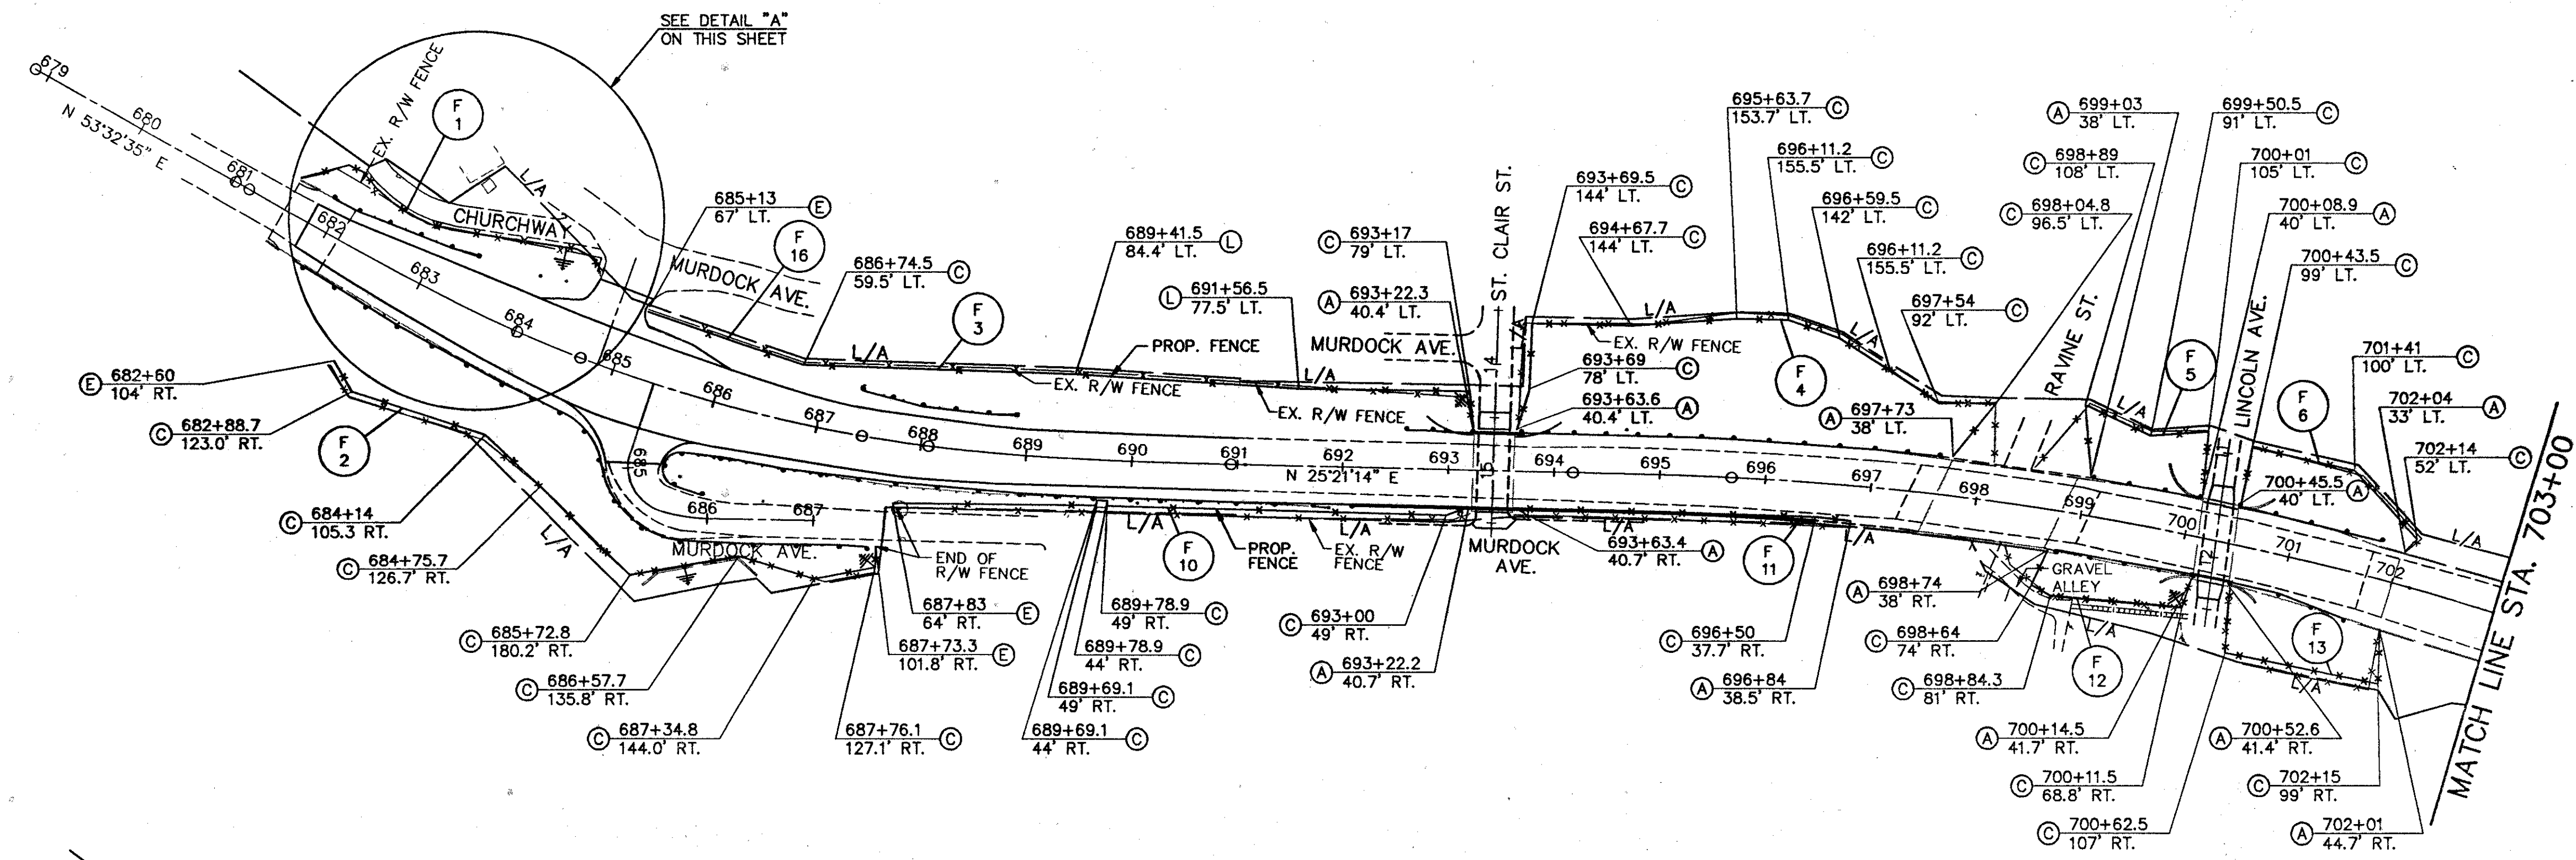 SEE DETAIL "A"
ON THIS SHEET
679
680
N 53°32'35" E
681
682
683
684
685
686
687
688
689
690
691
692
693
694
695
696
697
698
699
700
701
702
N 25°21'14" E
EX. R/W FENCE
F
1
L/A
CHURCHWAY
MURDOCK AVE.
685+13
67' LT.
E
F
16
686+74.5
59.5' LT.
C
L/A
F
3
689+41.5
84.4' LT.
L
PROP. FENCE
EX. R/W FENCE
L
691+56.5
77.5' LT.
L/A
EX. R/W FENCE
MURDOCK AVE.
C
693+17
79' LT.
A
693+22.3
40.4' LT.
ST. CLAIR ST.
14
15
L/A
693+69.5
144' LT.
C
694+67.7
144' LT.
C
L/A
EX. R/W FENCE
693+69
78' LT.
C
693+63.6
40.4' LT.
A
695+63.7
153.7' LT.
C
696+11.2
155.5' LT.
C
696+59.5
142' LT.
C
696+11.2
155.5' LT.
C
697+54
92' LT.
C
F
4
L/A
A
697+73
38' LT.
A
699+03
38' LT.
C
698+89
108' LT.
C
698+04.8
96.5' LT.
RAVINE ST.
699+50.5
91' LT.
C
700+01
105' LT.
C
700+08.9
40' LT.
A
700+43.5
99' LT.
C
L/A
F
5
LINCOLN AVE.
11
12
F
6
700+45.5
40' LT.
A
701+41
100' LT.
C
702+04
33' LT.
A
702+14
52' LT.
C
L/A
MATCH LINE STA. 703+00
E
682+60
104' RT.
C
682+88.7
123.0' RT.
F
2
C
684+14
105.3 RT.
C
684+75.7
126.7' RT.
L/A
C
685+72.8
180.2' RT.
C
686+57.7
135.8' RT.
C
687+34.8
144.0' RT.
685
686
687
MURDOCK AVE.
END OF
R/W FENCE
687+83
64' RT.
E
687+73.3
101.8' RT.
E
687+76.1
127.1' RT.
C
689+78.9
49' RT.
C
689+78.9
44' RT.
C
689+69.1
49' RT.
C
689+69.1
44' RT.
C
L/A
F
10
PROP.
FENCE
L/A
EX. R/W
FENCE
C
693+00
49' RT.
A
693+22.2
40.7' RT.
MURDOCK
AVE.
L/A
693+63.4
40.7' RT.
A
F
11
L/A
C
696+50
37.7' RT.
A
696+84
38.5' RT.
A
698+74
38' RT.
C
698+64
74' RT.
C
698+84.3
81' RT.
GRAVEL
ALLEY
L/A
F
12
A
700+14.5
41.7' RT.
C
700+11.5
68.8' RT.
C
700+62.5
107' RT.
A
700+52.6
41.4' RT.
F
13
L/A
C
702+15
99' RT.
A
702+01
44.7' RT.